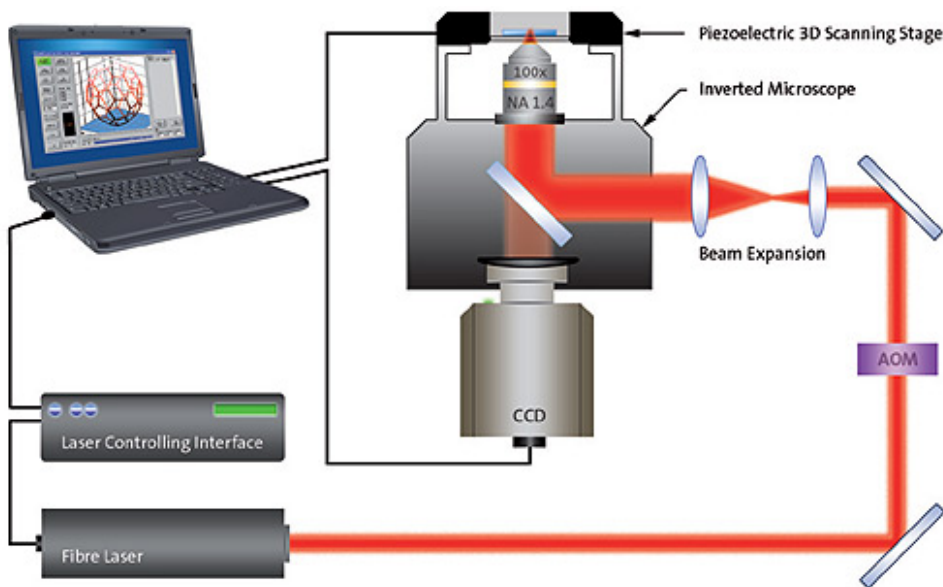 Piezoelectric 3D Scanning Stage
100x
NA 1.4
Inverted Microscope
Beam Expansion
AOM
CCD
Laser Controlling Interface
Fibre Laser